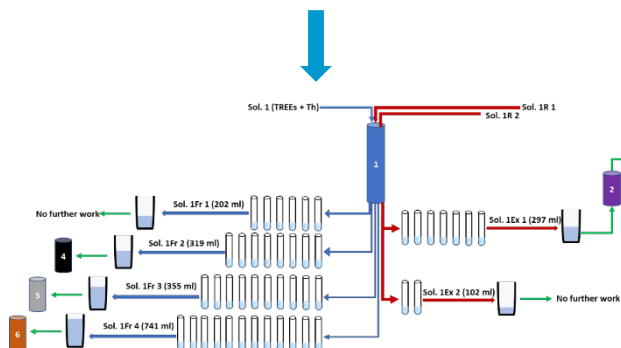 Sol. 1 (TREEs + Th)
Sol. 1R 1
Sol. 1R 2
1
2
Sol. 1Fr 1 (202 ml)
No further work
Sol. 1Ex 1 (297 ml)
Sol. 1Fr 2 (319 ml)
4
Sol. 1Fr 3 (355 ml)
5
Sol. 1Ex 2 (102 ml)
No further work
Sol. 1Fr 4 (741 ml)
6